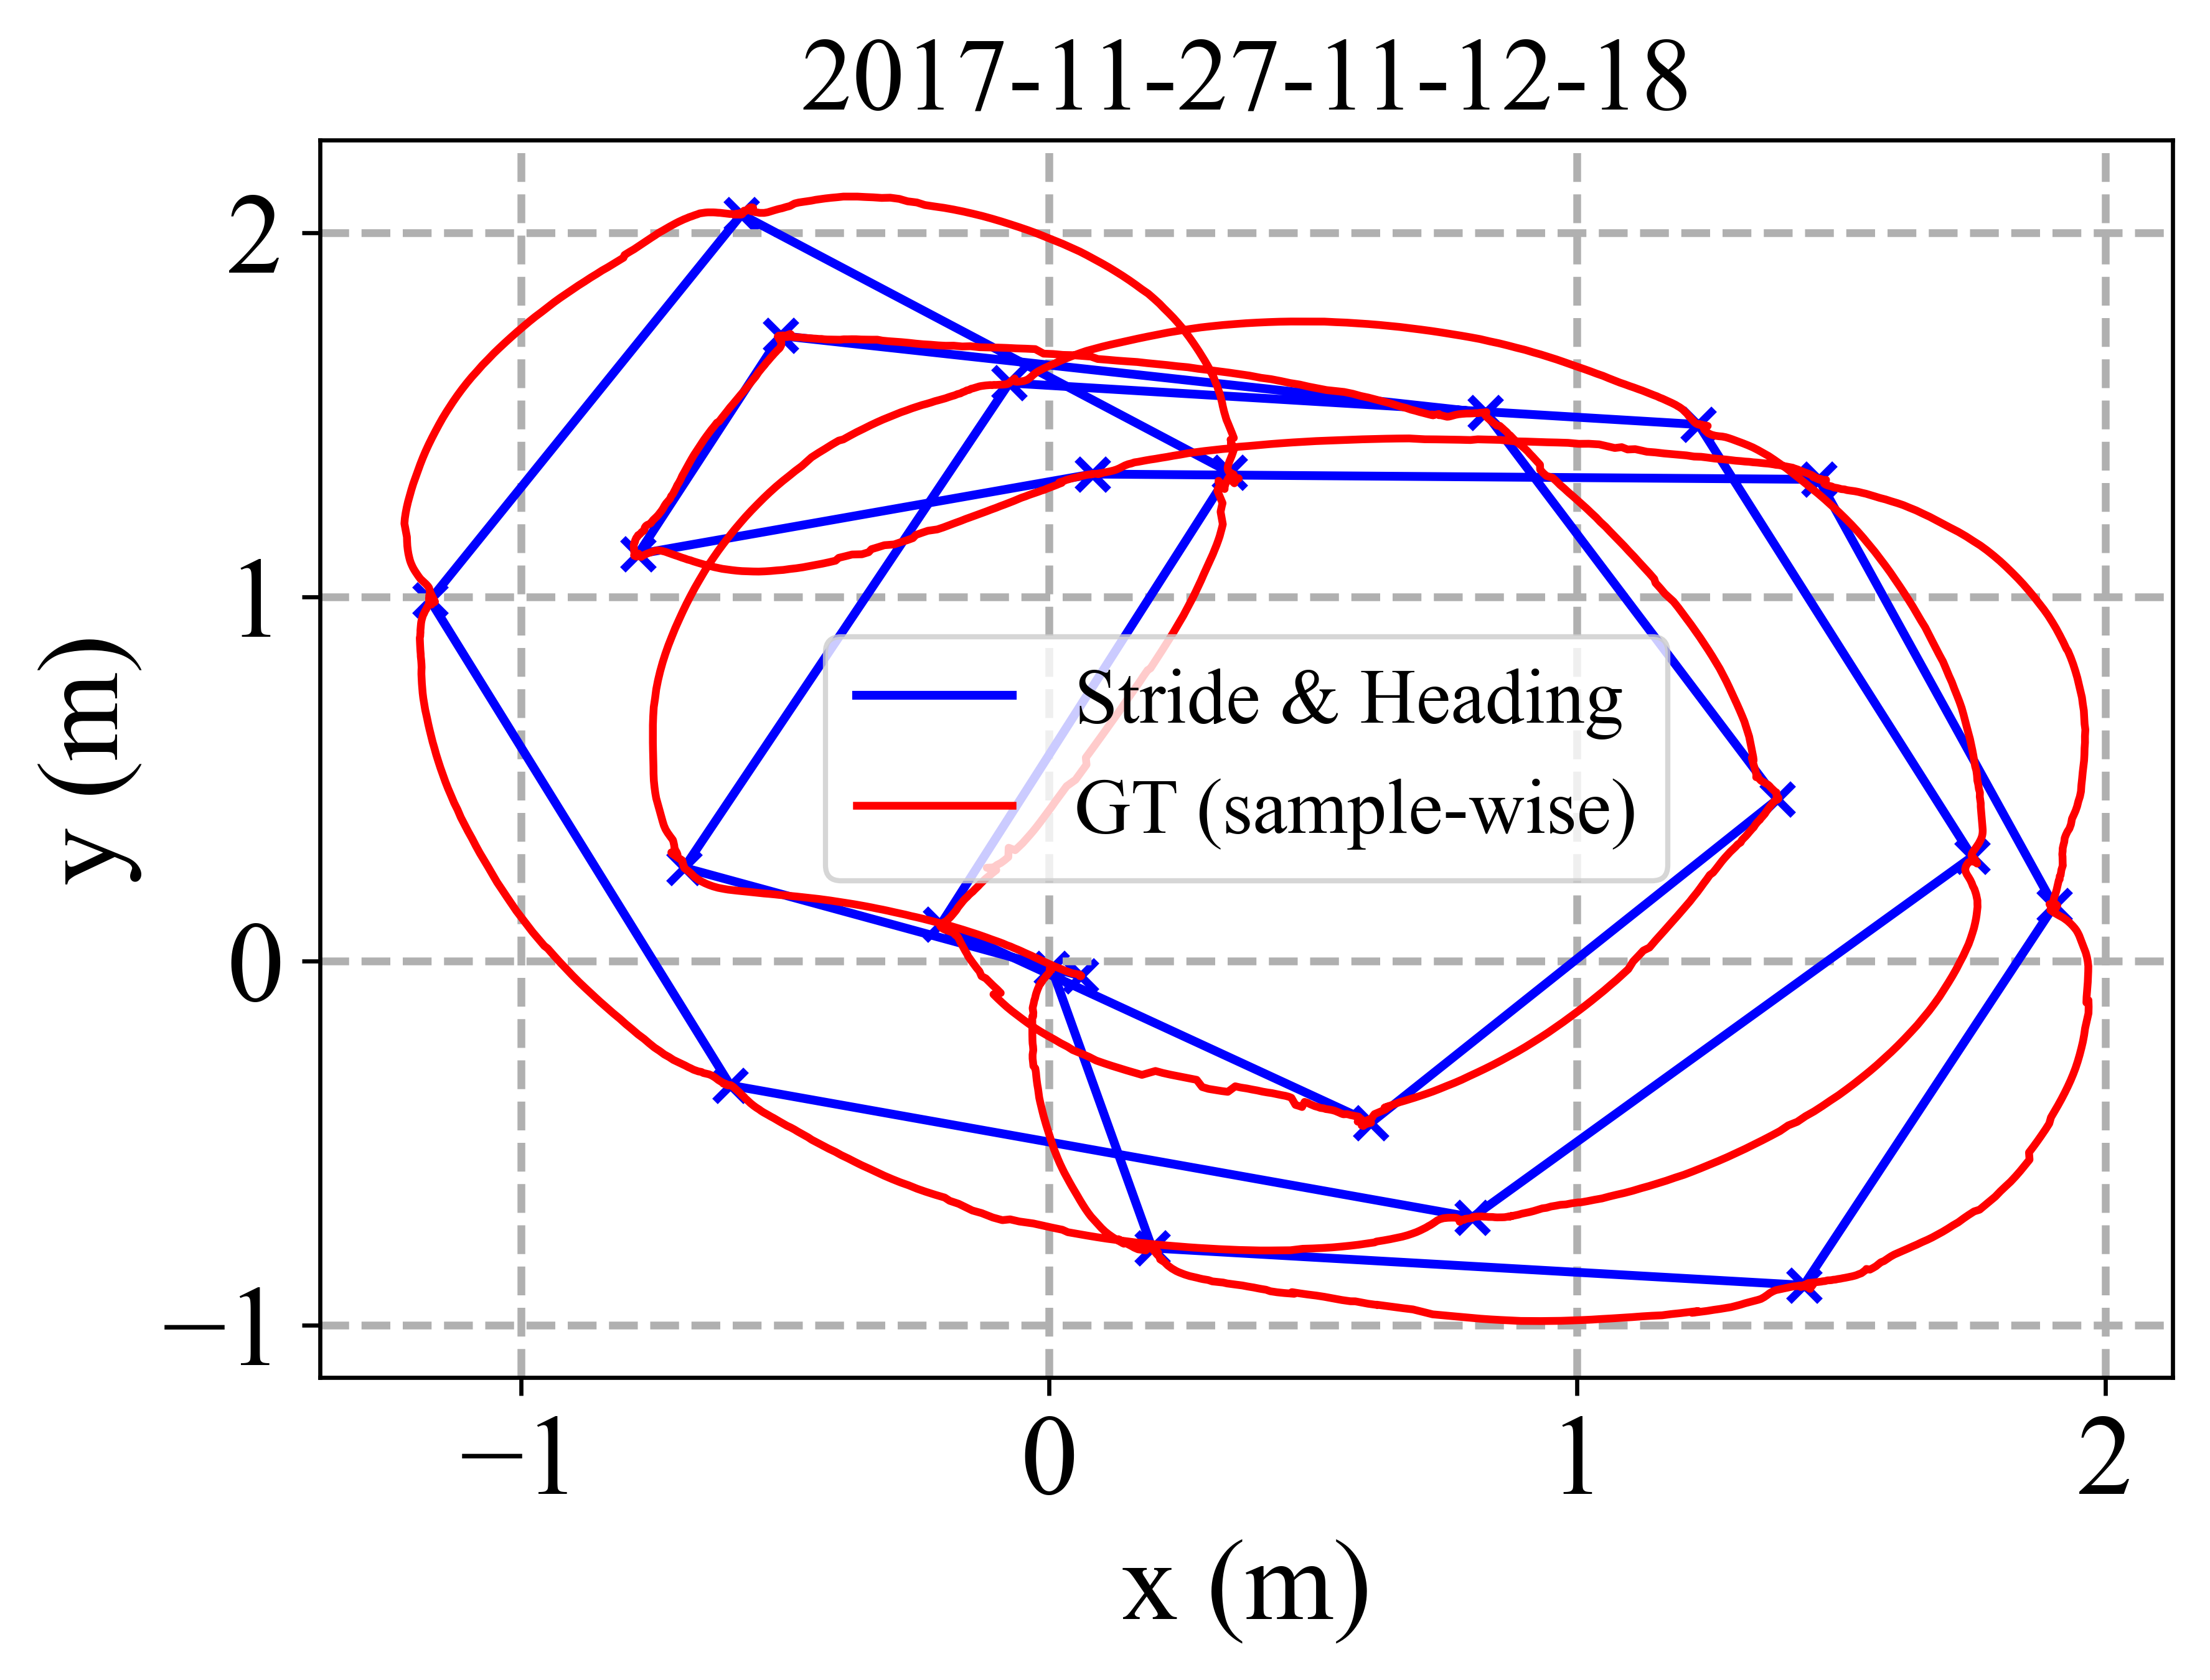 2017-11-27-11-12-18
y (m)
2
1
0
−1
Stride & Heading
GT (sample-wise)
−1 0 1 2
x (m)